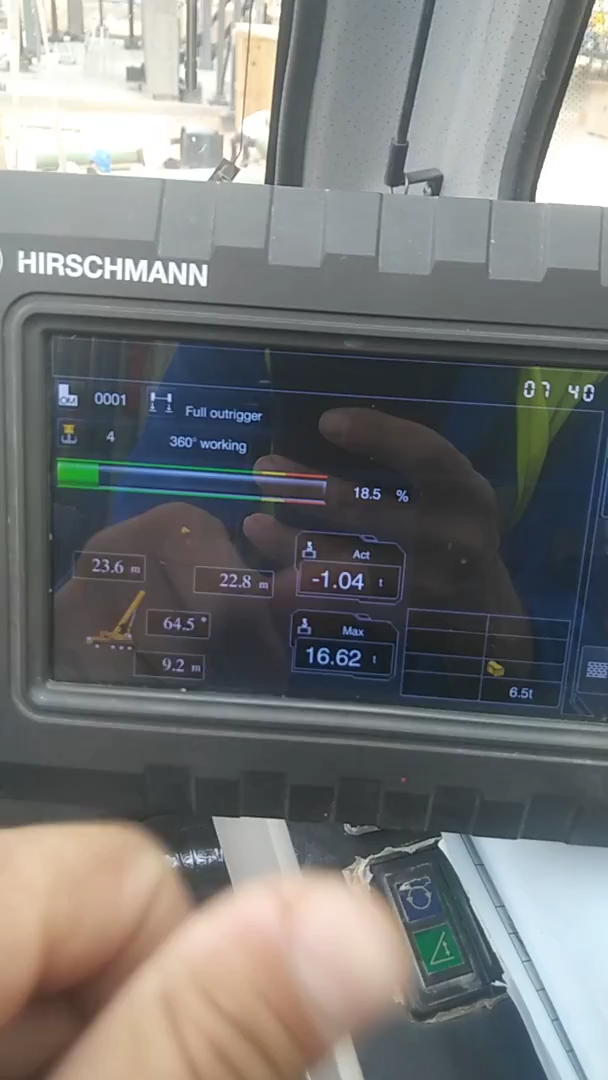 HIRSCHMANN
07 40
0001 Full outrigger
4 360° working
18.5 %
Act
-1.04 t
23.6 m
22.8 m
64.5 °
9.2 m
Max
16.62 t
6.5t